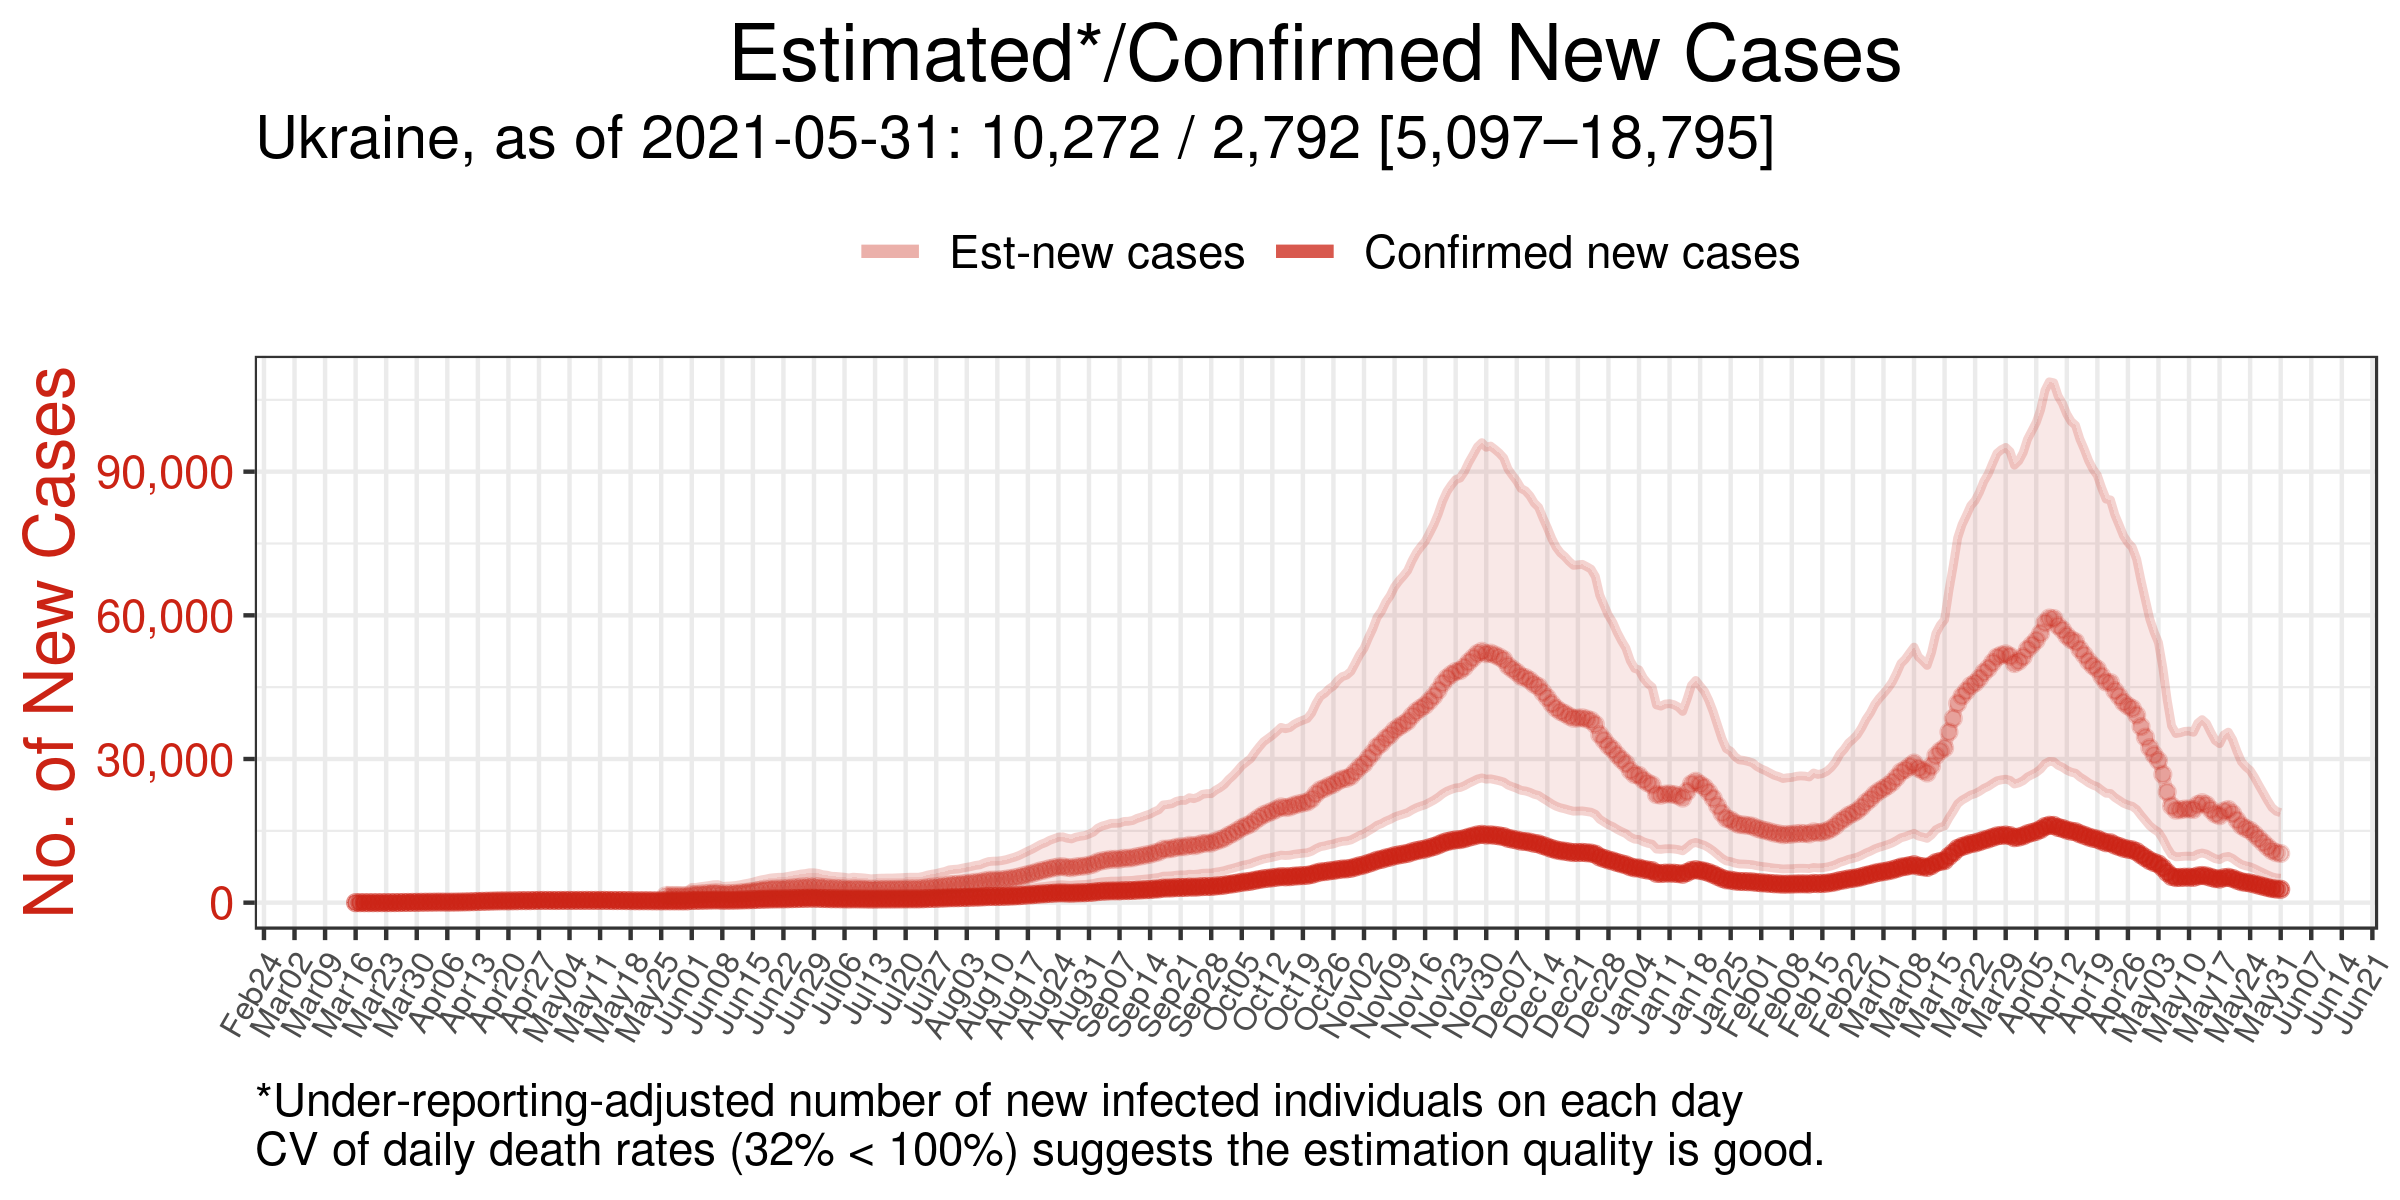 Estimated*/Confirmed New Cases
Ukraine, as of 2021-05-31: 10,272 / 2,792 [5,097–18,795]
Est-new cases
Confirmed new cases
No. of New Cases
90,000
60,000
30,000
0
Feb24
Mar02
Mar09
Mar16
Mar23
Mar30
Apr06
Apr13
Apr20
Apr27
May04
May11
May18
May25
Jun01
Jun08
Jun15
Jun22
Jun29
Jul06
Jul13
Jul20
Jul27
Aug03
Aug10
Aug17
Aug24
Aug31
Sep07
Sep14
Sep21
Sep28
Oct05
Oct12
Oct19
Oct26
Nov02
Nov09
Nov16
Nov23
Nov30
Dec07
Dec14
Dec21
Dec28
Jan04
Jan11
Jan18
Jan25
Feb01
Feb08
Feb15
Feb22
Mar01
Mar08
Mar15
Mar22
Mar29
Apr05
Apr12
Apr19
Apr26
May03
May10
May17
May24
May31
Jun07
Jun14
Jun21
*Under-reporting-adjusted number of new infected individuals on each day
CV of daily death rates (32% < 100%) suggests the estimation quality is good.